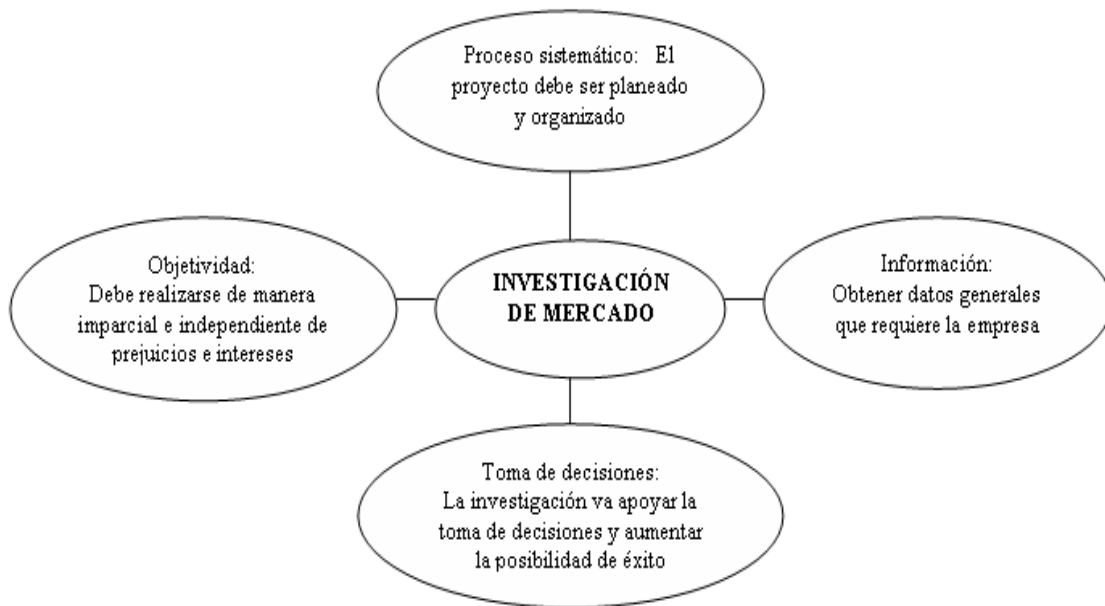 Proceso sistemático: El
proyecto debe ser planeado
y organizado
Objetividad:
Debe realizarse de manera
imparcial e independiente de
prejuicios e intereses
INVESTIGACIÓN
DE MERCADO
Información:
Obtener datos generales
que requiere la empresa
Toma de decisiones:
La investigación va apoyar la
toma de decisiones y aumentar
la posibilidad de éxito